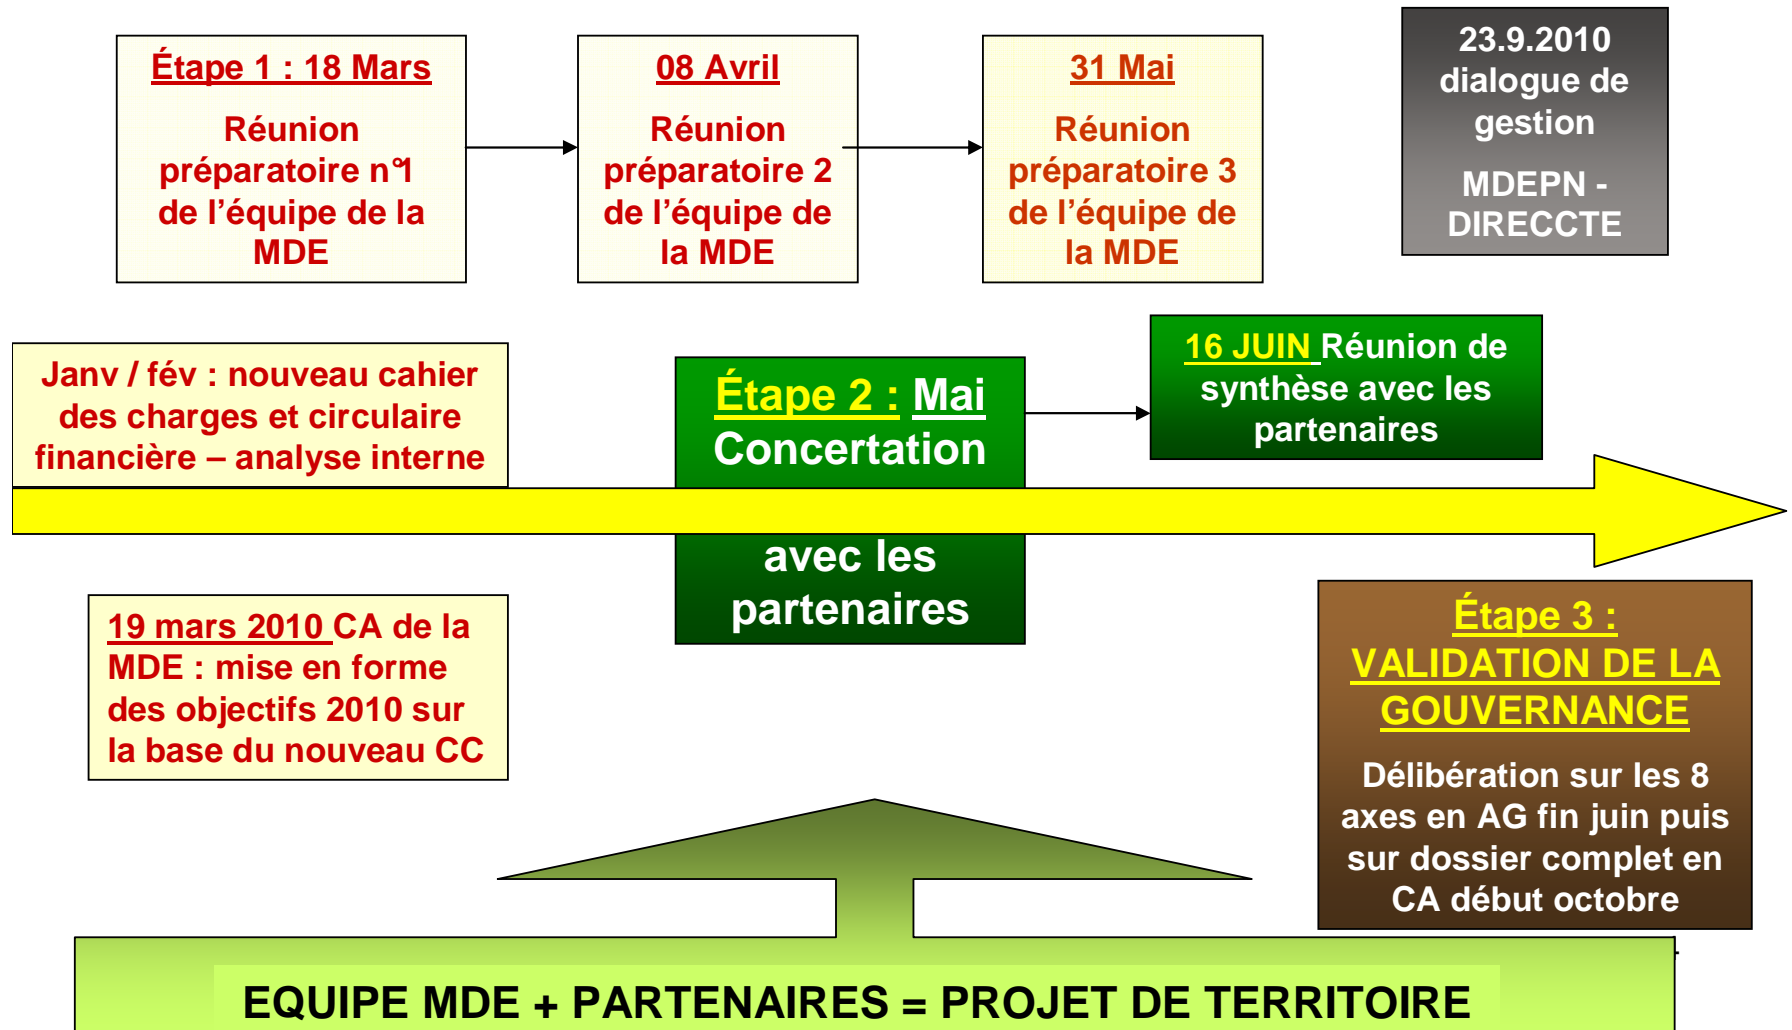 Étape 1 : 18 Mars
Réunion
préparatoire n°1
de l’équipe de la
MDE
08 Avril
Réunion
préparatoire 2
de l’équipe de
la MDE
31 Mai
Réunion
préparatoire 3
de l’équipe de
la MDE
23.9.2010
dialogue de
gestion
MDEPN -
DIRECCTE
Janv / fév : nouveau cahier
des charges et circulaire
financière – analyse interne
Étape 2 : Mai
Concertation
avec les
partenaires
16 JUIN Réunion de
synthèse avec les
partenaires
19 mars 2010 CA de la
MDE : mise en forme
des objectifs 2010 sur
la base du nouveau CC
Étape 3 :
VALIDATION DE LA
GOUVERNANCE
Délibération sur les 8
axes en AG fin juin puis
sur dossier complet en
CA début octobre
EQUIPE MDE + PARTENAIRES = PROJET DE TERRITOIRE